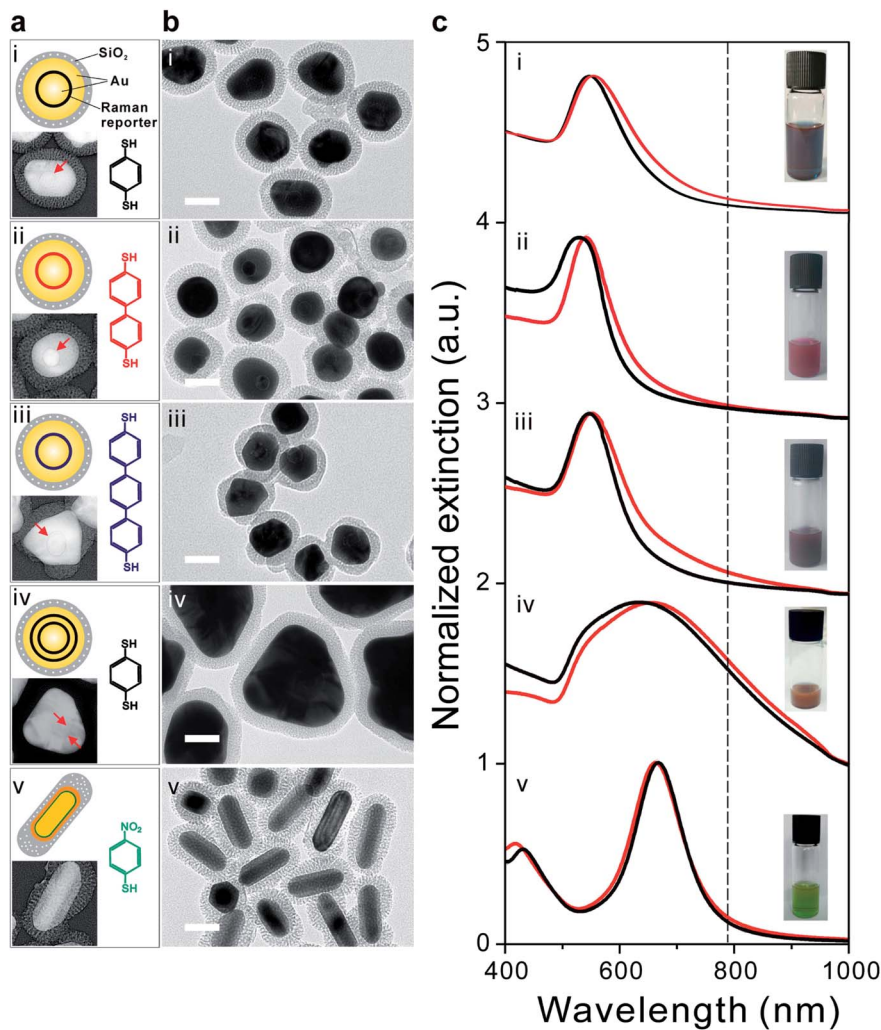 a
b
c
i
SiO₂
Au
Raman
reporter
SH
SH
ii
SH
SH
iii
SH
SH
iv
SH
SH
v
NO₂
SH
i
ii
iii
iv
v
Normalized extinction (a.u.)
5
4
3
2
1
0
i
ii
iii
iv
v
400
600
800
1000
Wavelength (nm)